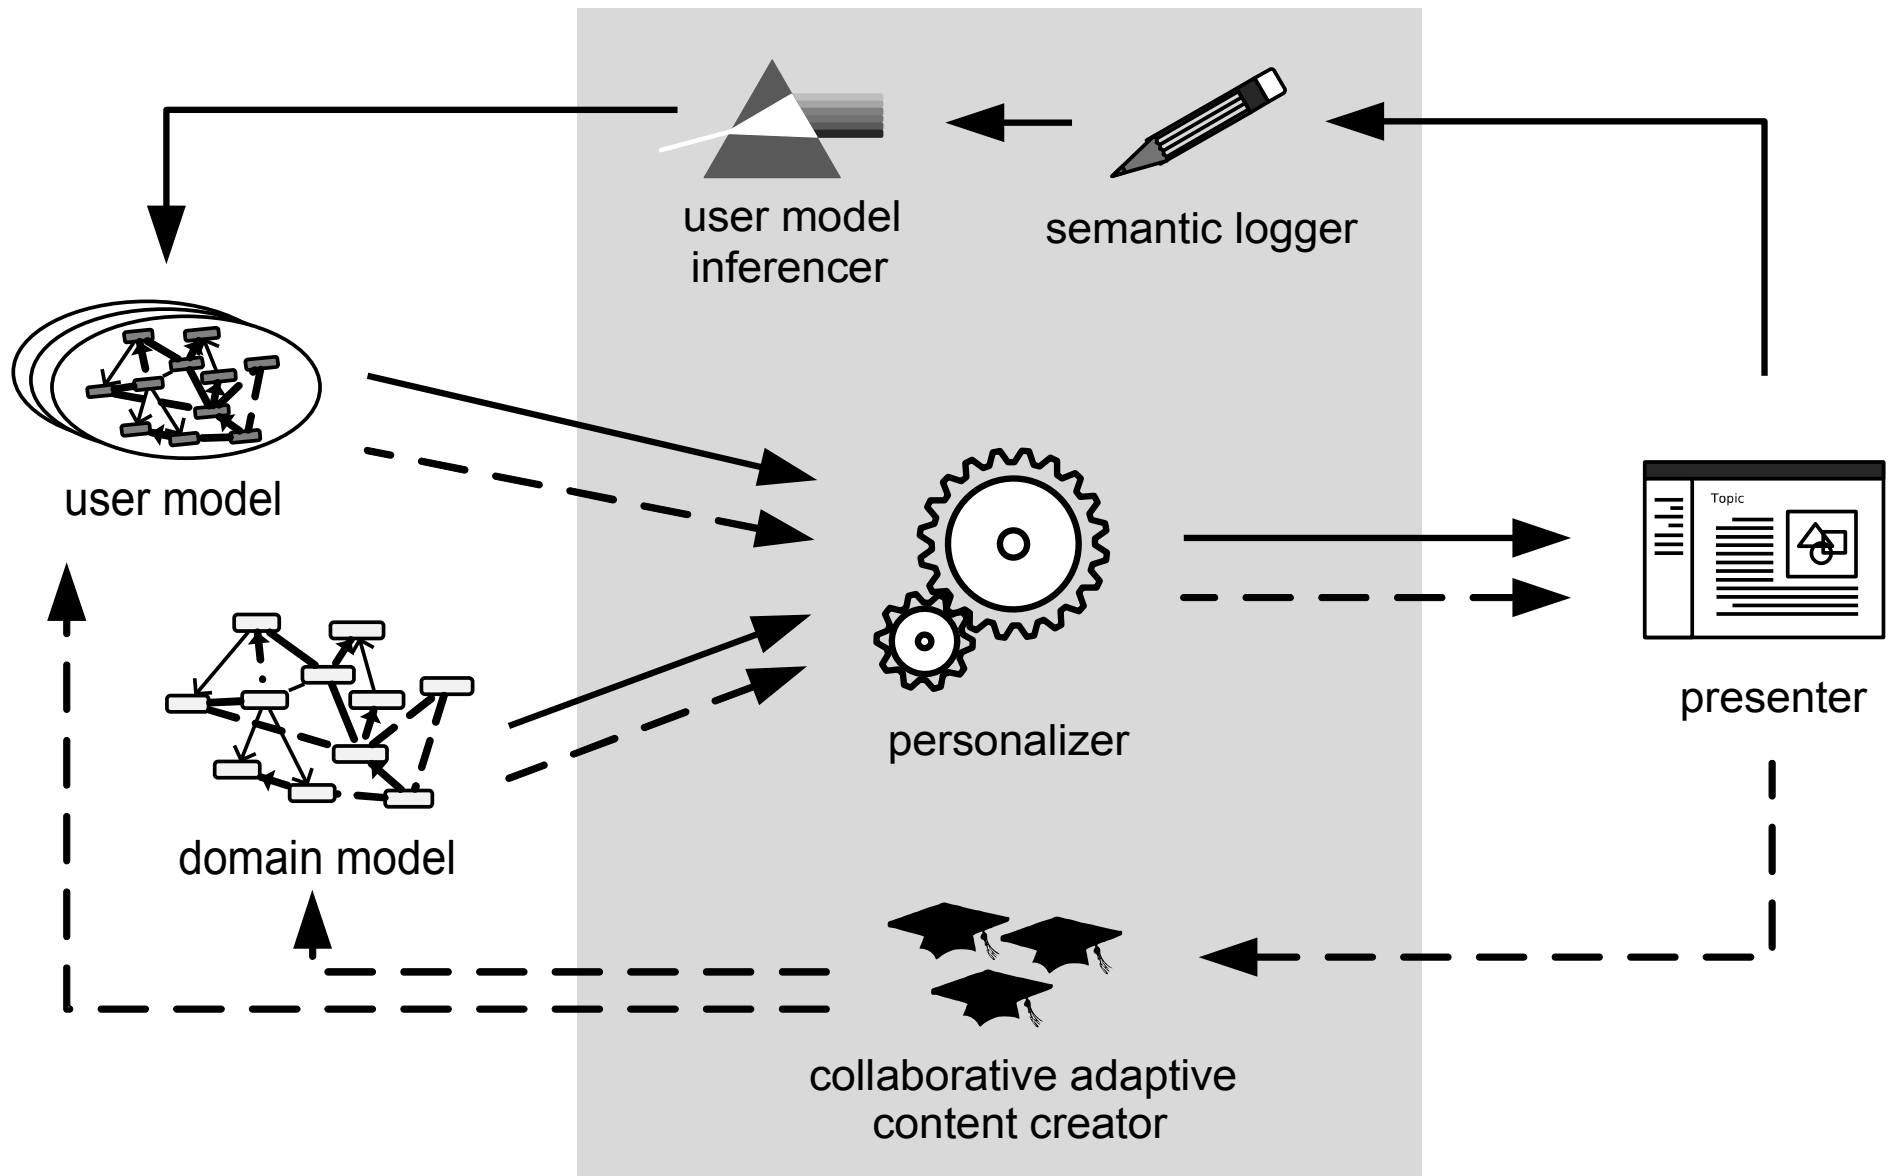 user model
inferencer
semantic logger
user model
Topic
presenter
personalizer
domain model
collaborative adaptive
content creator